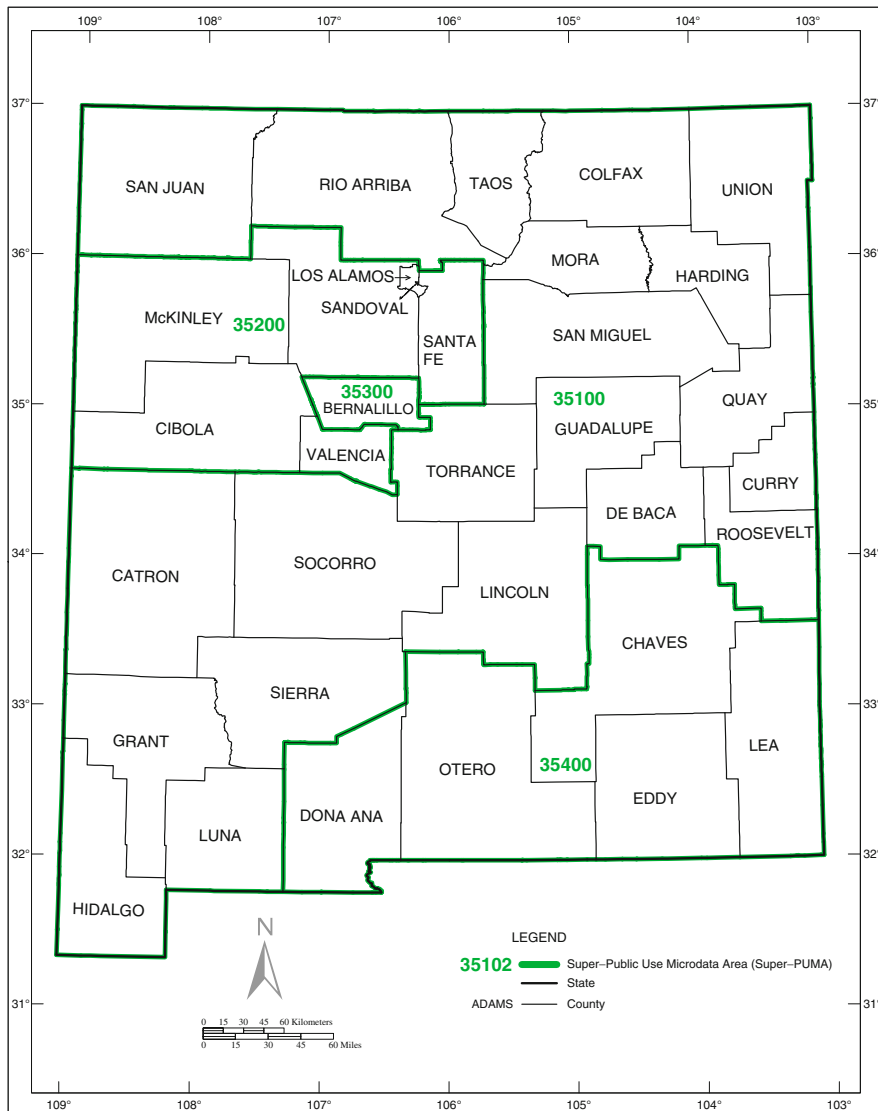 109° 108° 107° 106° 105° 104° 103°
37° 37°
SAN JUAN
RIO ARRIBA
TAOS
COLFAX
UNION
36° 36°
MORA
HARDING
LOS ALAMOS
SANDOVAL
McKINLEY
35200
SANTA
FE
SAN MIGUEL
35300
BERNALILLO
35100
GUADALUPE
QUAY
35° 35°
CIBOLA
VALENCIA
TORRANCE
CURRY
DE BACA
ROOSEVELT
34° 34°
CATRON
SOCORRO
LINCOLN
CHAVES
33° 33°
SIERRA
GRANT
OTERO
35400
LEA
EDDY
DONA ANA
LUNA
32° 32°
HIDALGO
N
LEGEND
35102 Super–Public Use Microdata Area (Super–PUMA)
State
ADAMS County
31° 31°
0 15 30 45 60 Kilometers
0 15 30 45 60 Miles
109° 108° 107° 106° 105° 104° 103°